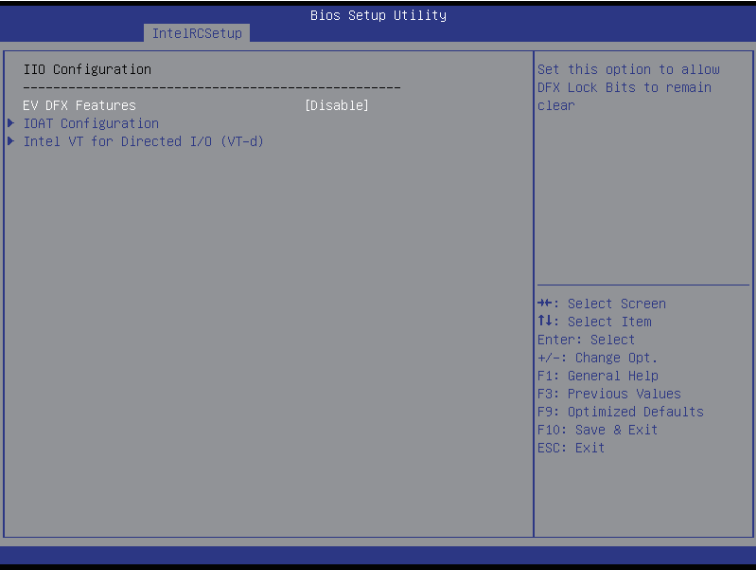 Bios Setup Utility
IntelRCSetup
IIO Configuration
--------------------------------------------------
EV DFX Features [Disable]
IOAT Configuration
Intel VT for Directed I/O (VT-d)
Set this option to allow
DFX Lock Bits to remain
clear
→←: Select Screen
↑↓: Select Item
Enter: Select
+/-: Change Opt.
F1: General Help
F3: Previous Values
F9: Optimized Defaults
F10: Save & Exit
ESC: Exit